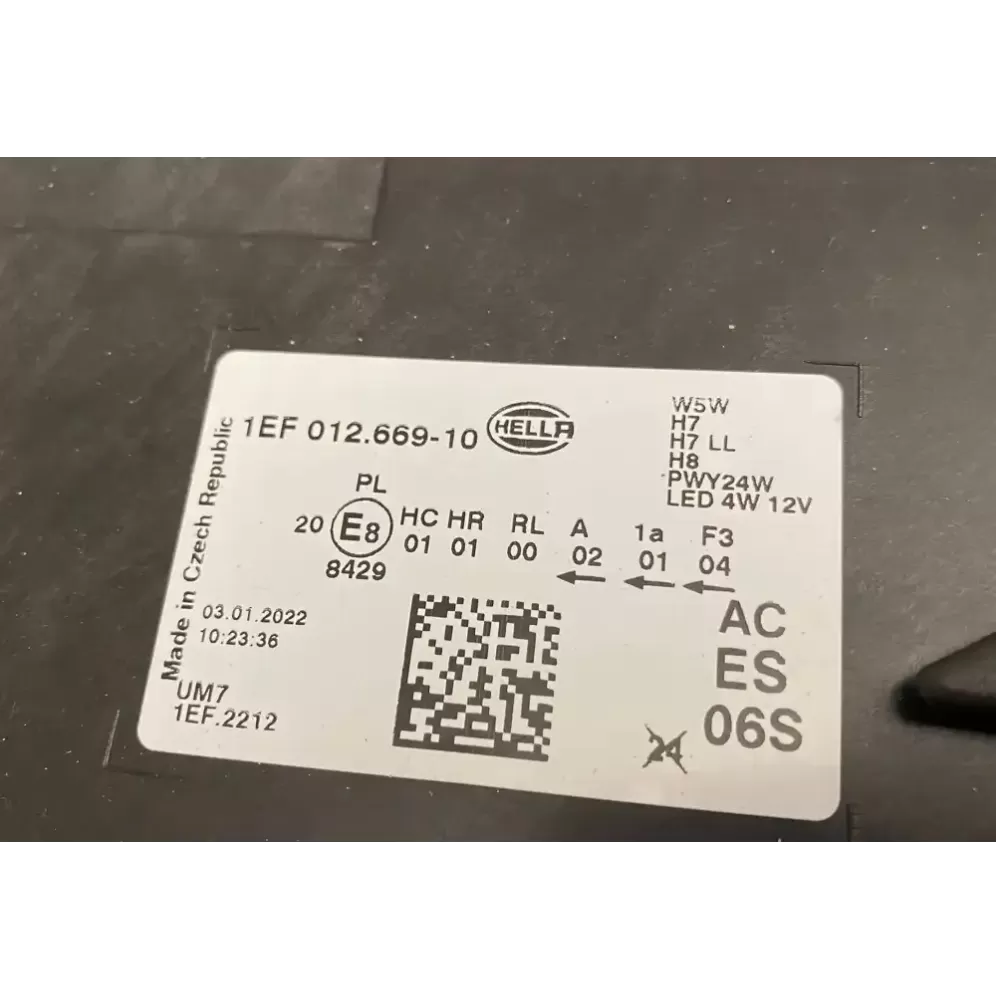 Made in Czech Republic
1EF 012.669-10
HELLA
W5W
H7
H7 LL
H8
PWY24W
LED 4W 12V
PL
20 E8 HC HR RL A 1a F3
01 01 00 02 01 04
8429
03.01.2022
10:23:36
UM7
1EF.2212
AC
ES
06S
24